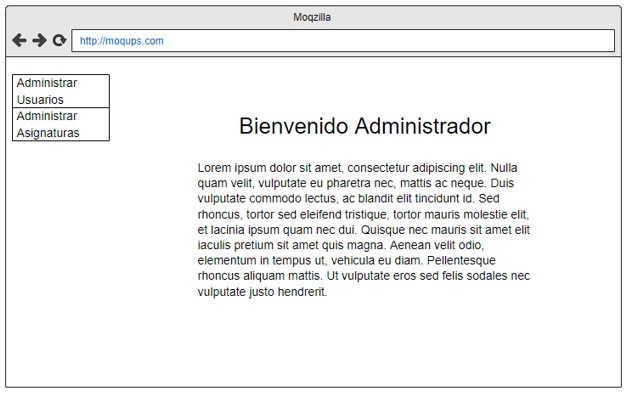 Moqzilla
http://moqups.com
Administrar
Usuarios
Administrar
Asignaturas
Bienvenido Administrador
Lorem ipsum dolor sit amet, consectetur adipiscing elit. Nulla
quam velit, vulputate eu pharetra nec, mattis ac neque. Duis
vulputate commodo lectus, ac blandit elit tincidunt id. Sed
rhoncus, tortor sed eleifend tristique, tortor mauris molestie elit,
et lacinia ipsum quam nec dui. Quisque nec mauris sit amet elit
iaculis pretium sit amet quis magna. Aenean velit odio,
elementum in tempus ut, vehicula eu diam. Pellentesque
rhoncus aliquam mattis. Ut vulputate eros sed felis sodales nec
vulputate justo hendrerit.